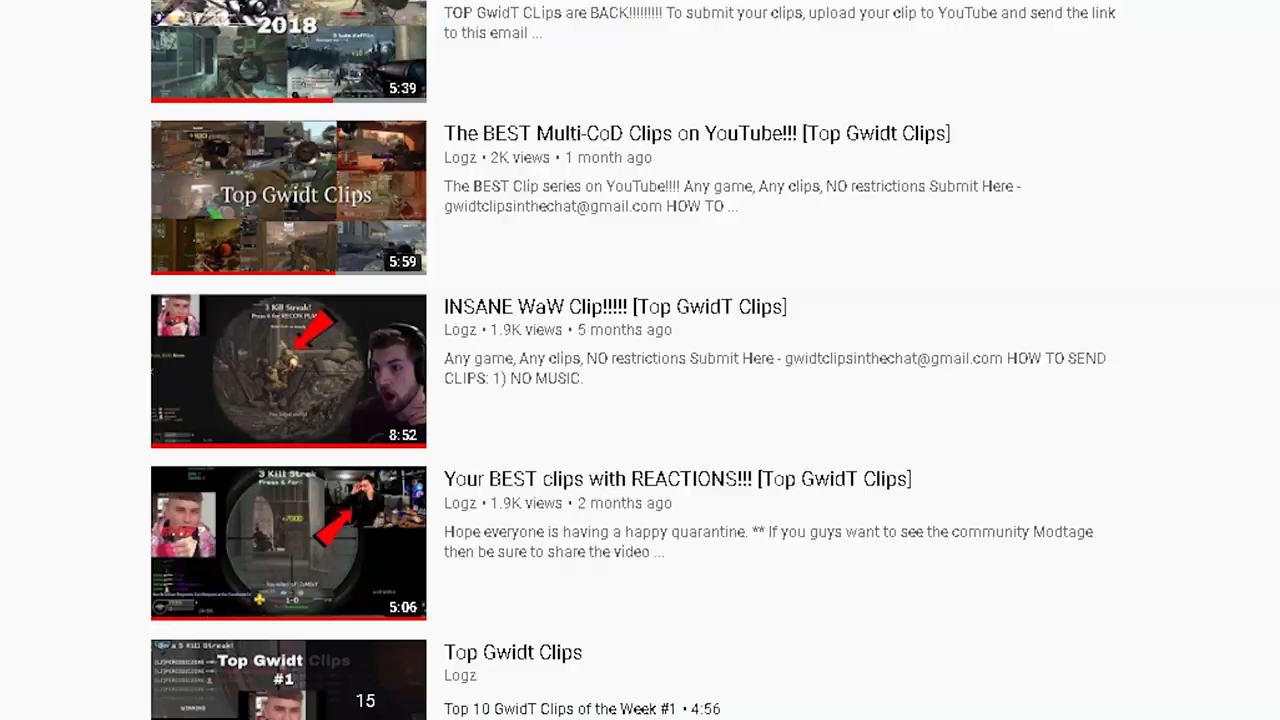 2018
5:39
TOP GwidT CLips are BACK!!!!!!!!! To submit your clips, upload your clip to YouTube and send the link
to this email ...
Top Gwidt Clips
5:59
The BEST Multi-CoD Clips on YouTube!!! [Top Gwidt Clips]
Logz • 2K views • 1 month ago
The BEST Clip series on YouTube!!!! Any game, Any clips, NO restrictions Submit Here -
gwidtclipsinthechat@gmail.com HOW TO ...
3 Kill Streak!
8:52
INSANE WaW Clip!!!!! [Top GwidT Clips]
Logz • 1.9K views • 5 months ago
Any game, Any clips, NO restrictions Submit Here - gwidtclipsinthechat@gmail.com HOW TO SEND
CLIPS: 1) NO MUSIC.
3 Kill Streak
Press 6 for
5:06
Your BEST clips with REACTIONS!!! [Top GwidT Clips]
Logz • 1.9K views • 2 months ago
Hope everyone is having a happy quarantine. ** If you guys want to see the community Modtage
then be sure to share the video ...
Top Gwidt Clips
#1
WINNING
15
Top Gwidt Clips
Logz
Top 10 GwidT Clips of the Week #1 • 4:56